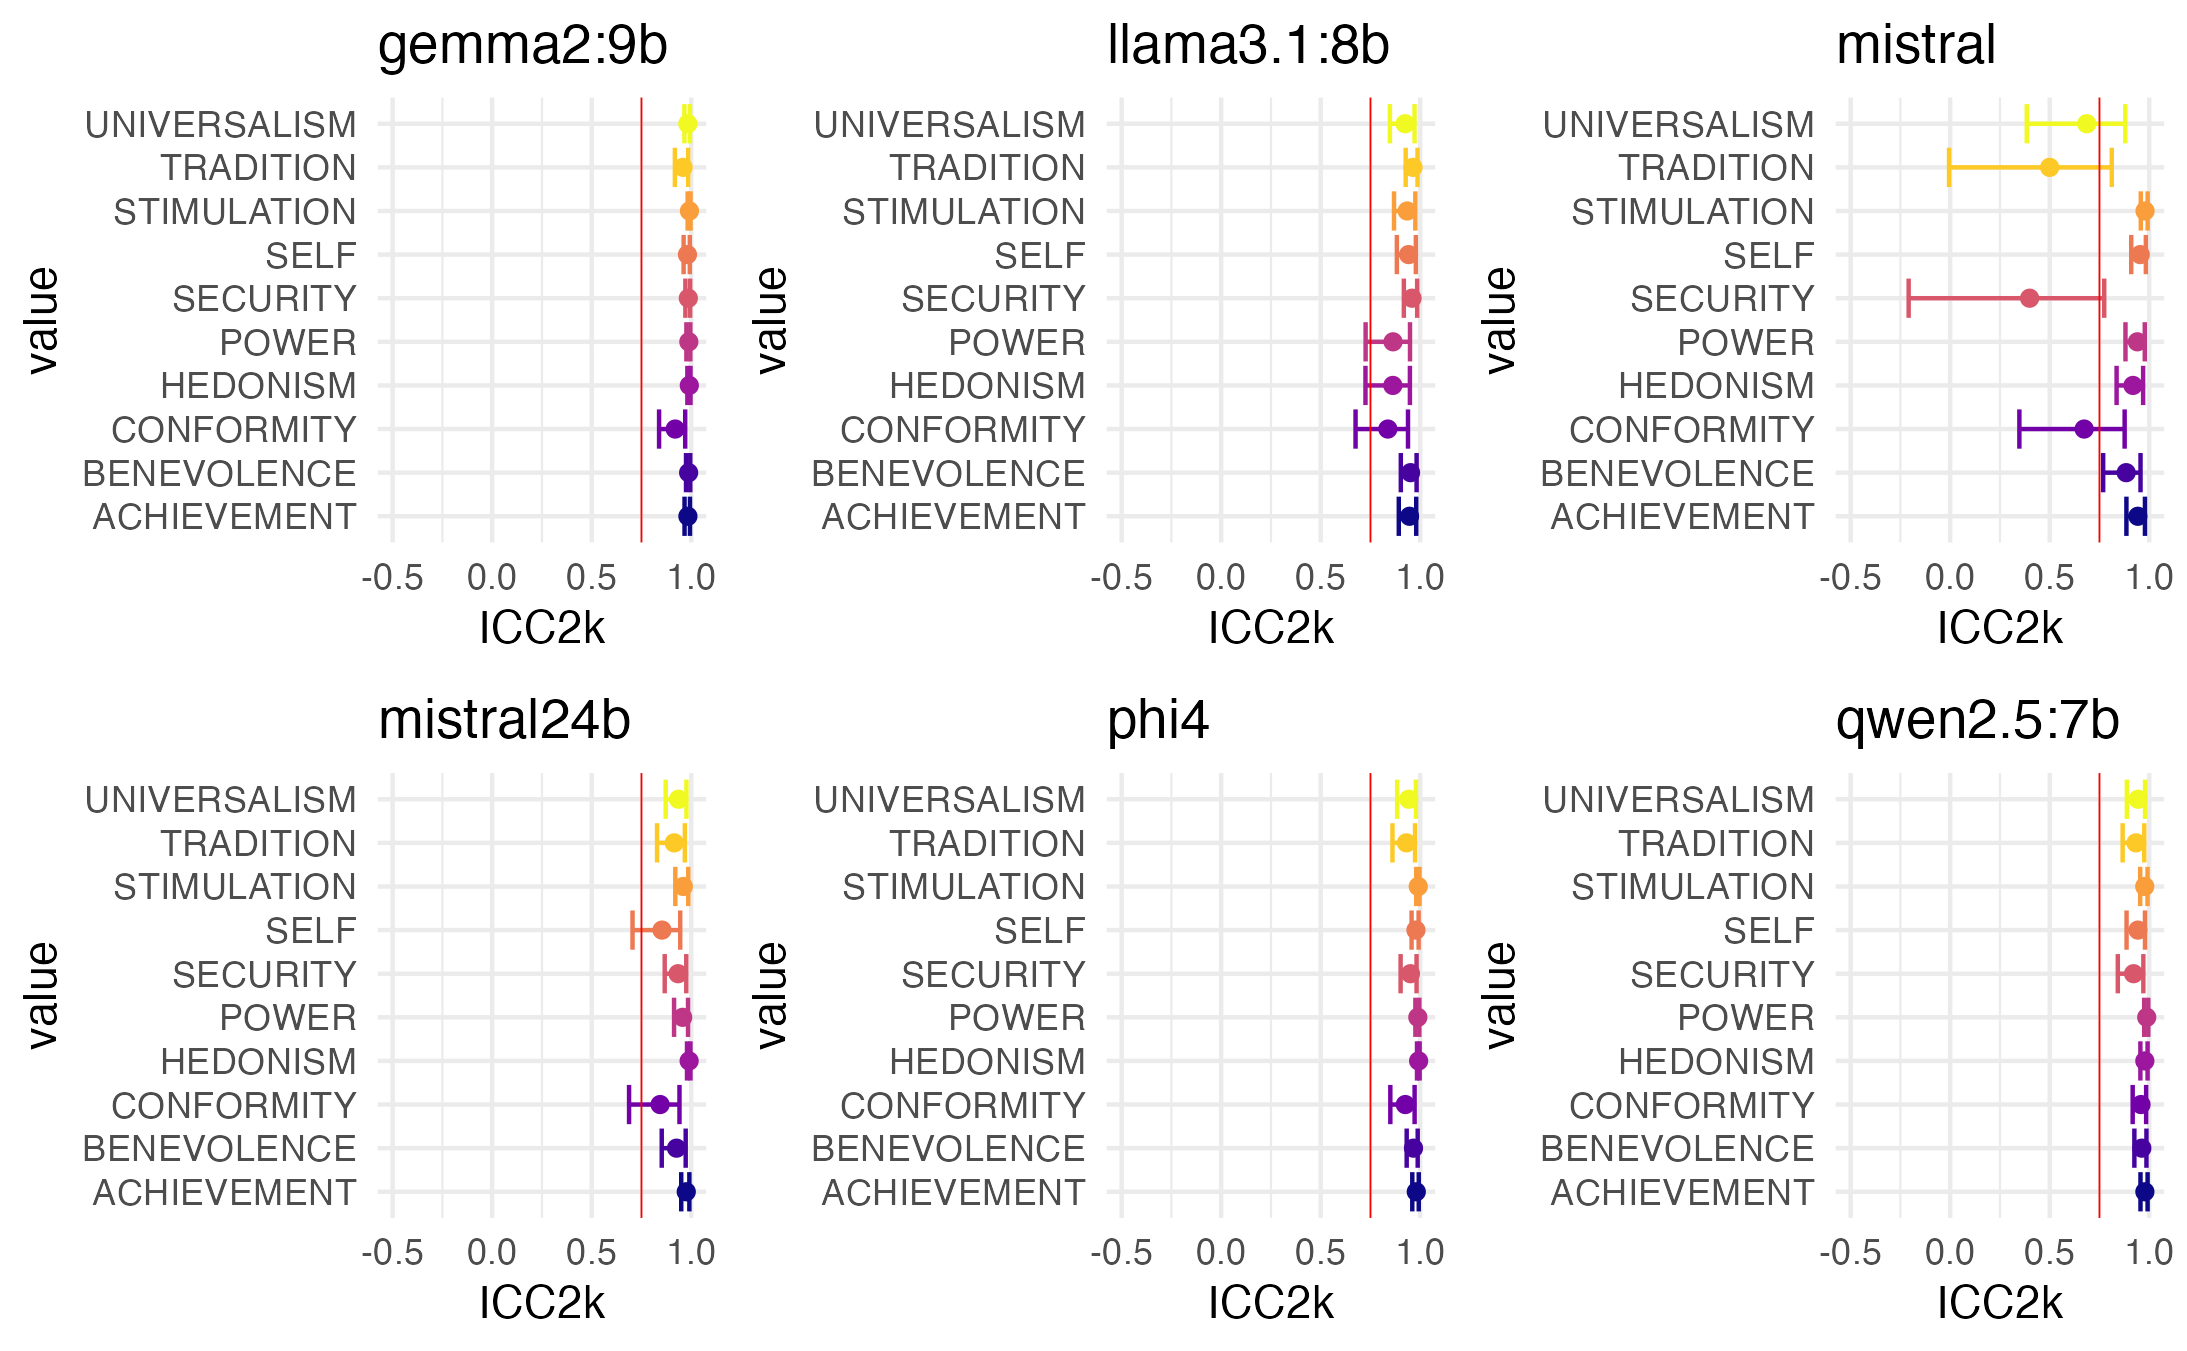 gemma2:9b
value
UNIVERSALISM
TRADITION
STIMULATION
SELF
SECURITY
POWER
HEDONISM
CONFORMITY
BENEVOLENCE
ACHIEVEMENT
-0.5 0.0 0.5 1.0
ICC2k
llama3.1:8b
value
UNIVERSALISM
TRADITION
STIMULATION
SELF
SECURITY
POWER
HEDONISM
CONFORMITY
BENEVOLENCE
ACHIEVEMENT
-0.5 0.0 0.5 1.0
ICC2k
mistral
value
UNIVERSALISM
TRADITION
STIMULATION
SELF
SECURITY
POWER
HEDONISM
CONFORMITY
BENEVOLENCE
ACHIEVEMENT
-0.5 0.0 0.5 1.0
ICC2k
mistral24b
value
UNIVERSALISM
TRADITION
STIMULATION
SELF
SECURITY
POWER
HEDONISM
CONFORMITY
BENEVOLENCE
ACHIEVEMENT
-0.5 0.0 0.5 1.0
ICC2k
phi4
value
UNIVERSALISM
TRADITION
STIMULATION
SELF
SECURITY
POWER
HEDONISM
CONFORMITY
BENEVOLENCE
ACHIEVEMENT
-0.5 0.0 0.5 1.0
ICC2k
qwen2.5:7b
value
UNIVERSALISM
TRADITION
STIMULATION
SELF
SECURITY
POWER
HEDONISM
CONFORMITY
BENEVOLENCE
ACHIEVEMENT
-0.5 0.0 0.5 1.0
ICC2k